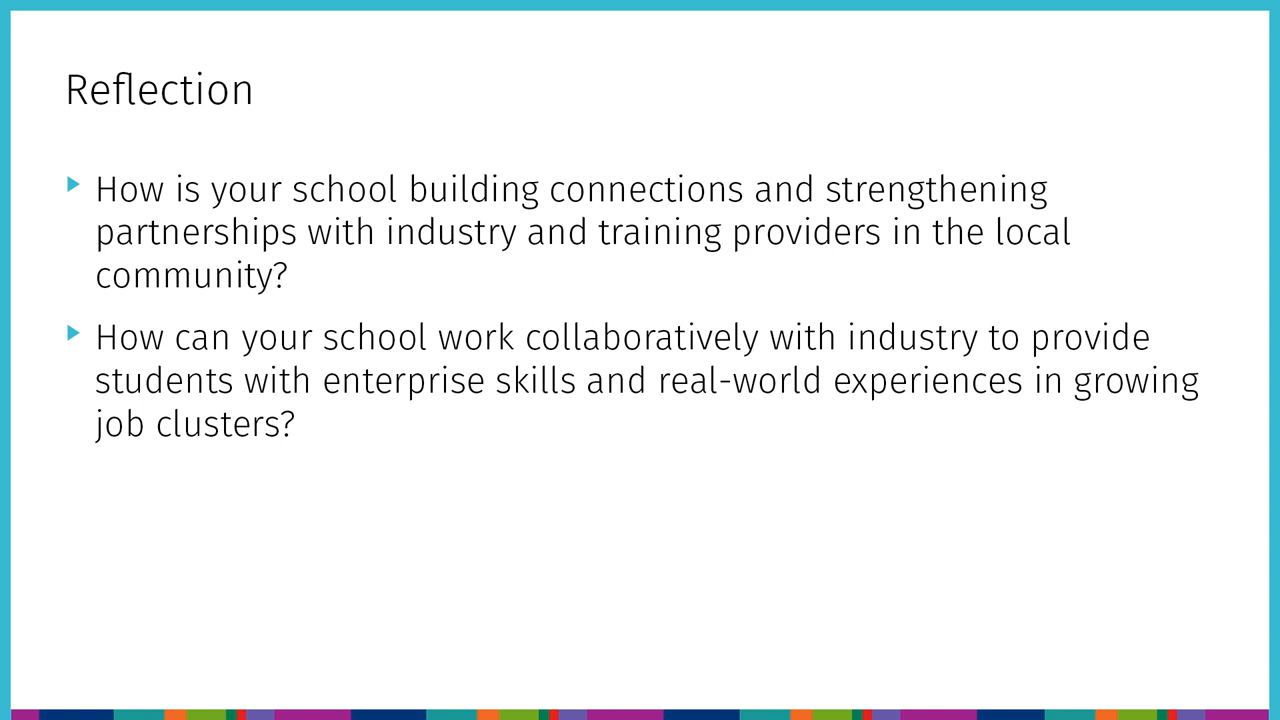 Reflection
How is your school building connections and strengthening
partnerships with industry and training providers in the local
community?
How can your school work collaboratively with industry to provide
students with enterprise skills and real-world experiences in growing
job clusters?